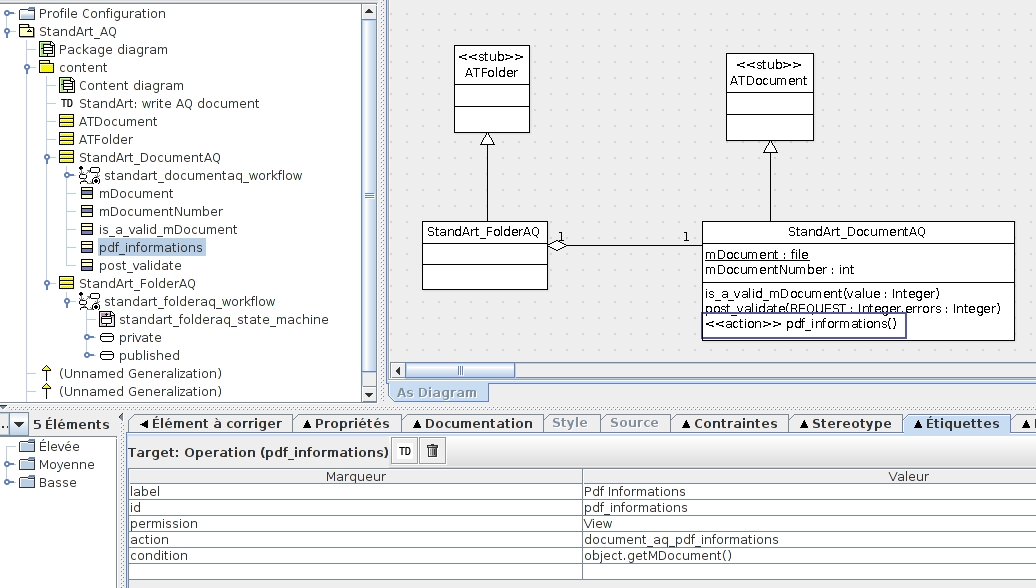 Profile Configuration
StandArt_AQ
Package diagram
content
Content diagram
TD StandArt: write AQ document
ATDocument
ATFolder
StandArt_DocumentAQ
standart_documentaq_workflow
mDocument
mDocumentNumber
is_a_valid_mDocument
pdf_informations
post_validate
StandArt_FolderAQ
standart_folderaq_workflow
standart_folderaq_state_machine
private
published
(Unnamed Generalization)
(Unnamed Generalization)
<<stub>>
ATFolder
<<stub>>
ATDocument
StandArt_FolderAQ
1
1
StandArt_DocumentAQ
mDocument : file
mDocumentNumber : int
is_a_valid_mDocument(value : Integer)
post_validate(REQUEST : Integer,errors : Integer)
<<action>> pdf_informations()
As Diagram
.. 5 Éléments
Élevée
Moyenne
Basse
Élément à corriger Propriétés Documentation Style Source Contraintes Stereotype Étiquettes
Target: Operation (pdf_informations) TD
Marqueur Valeur
label Pdf Informations
id pdf_informations
permission View
action document_aq_pdf_informations
condition object.getMDocument()